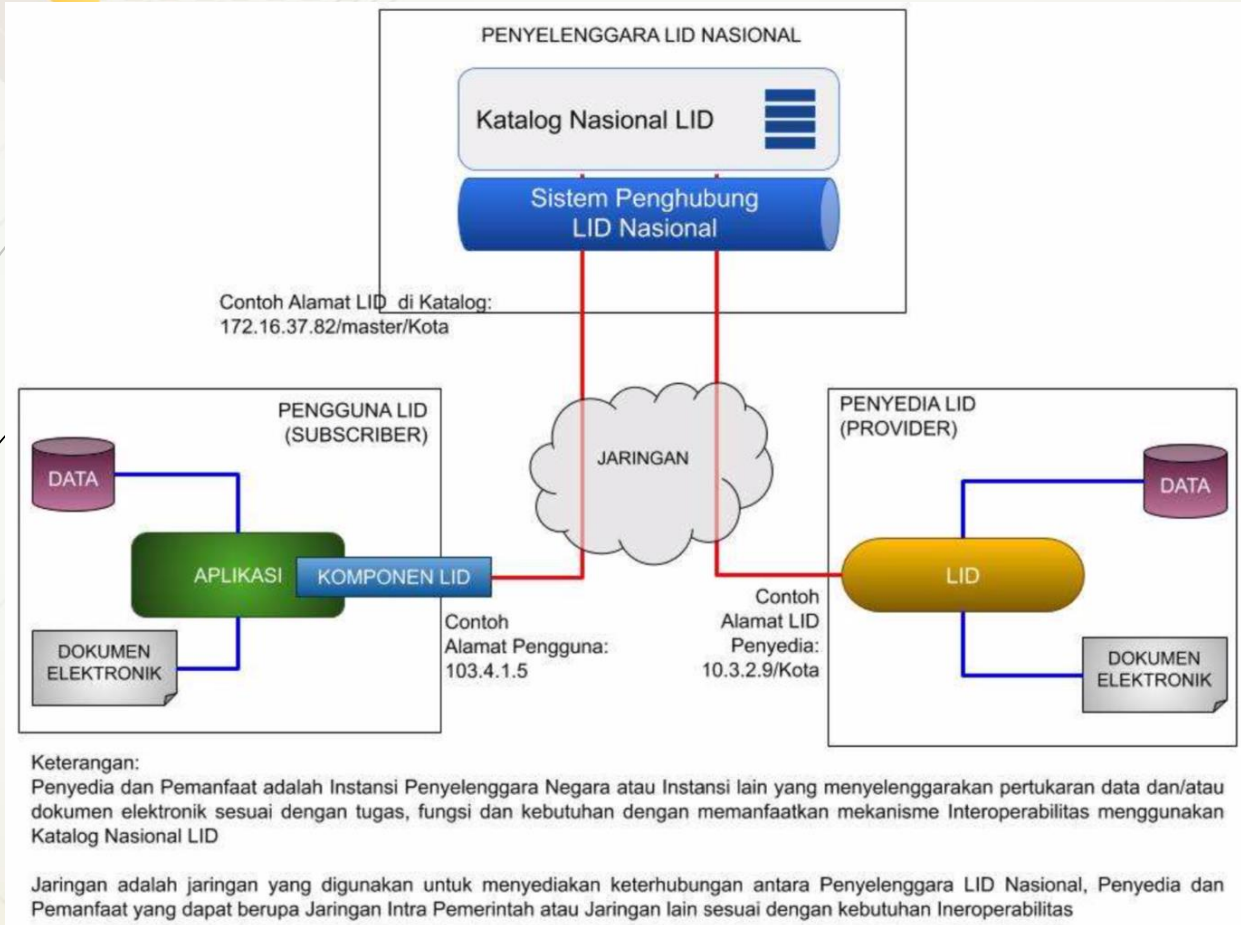 PENYELENGGARA LID NASIONAL
Katalog Nasional LID
Sistem Penghubung
LID Nasional
Contoh Alamat LID di Katalog:
172.16.37.82/master/Kota
PENGGUNA LID
(SUBSCRIBER)
DATA
APLIKASI
KOMPONEN LID
DOKUMEN
ELEKTRONIK
Contoh
Alamat Pengguna:
103.4.1.5
JARINGAN
PENYEDIA LID
(PROVIDER)
DATA
LID
Contoh
Alamat LID
Penyedia:
10.3.2.9/Kota
DOKUMEN
ELEKTRONIK
Keterangan:
Penyedia dan Pemanfaat adalah Instansi Penyelenggara Negara atau Instansi lain yang menyelenggarakan pertukaran data dan/atau
dokumen elektronik sesuai dengan tugas, fungsi dan kebutuhan dengan memanfaatkan mekanisme Interoperabilitas menggunakan
Katalog Nasional LID
Jaringan adalah jaringan yang digunakan untuk menyediakan keterhubungan antara Penyelenggara LID Nasional, Penyedia dan
Pemanfaat yang dapat berupa Jaringan Intra Pemerintah atau Jaringan lain sesuai dengan kebutuhan Ineroperabilitas